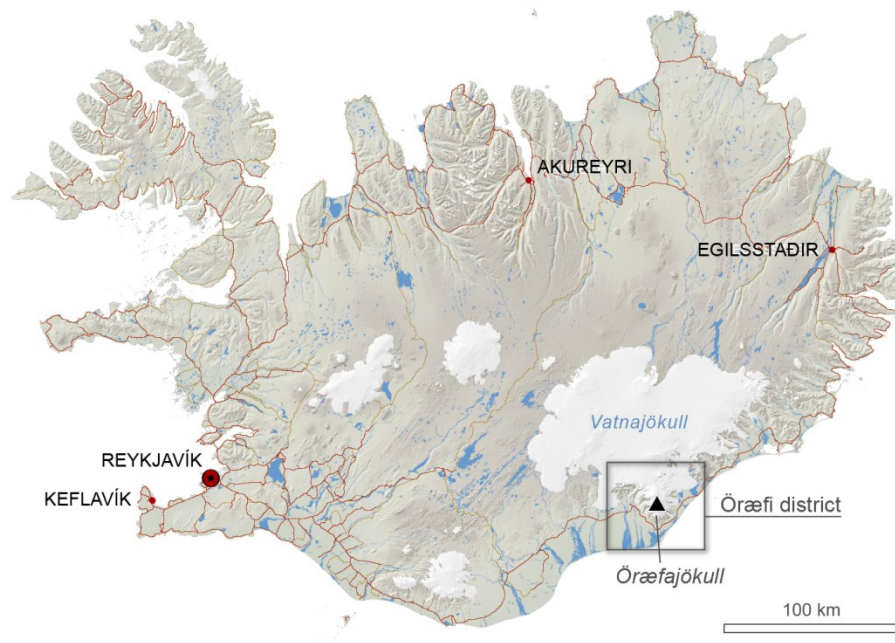 AKUREYRI
EGILSSTAÐIR
Vatnajökull
REYKJAVÍK
KEFLAVÍK
Öræfi district
Öræfajökull
100 km